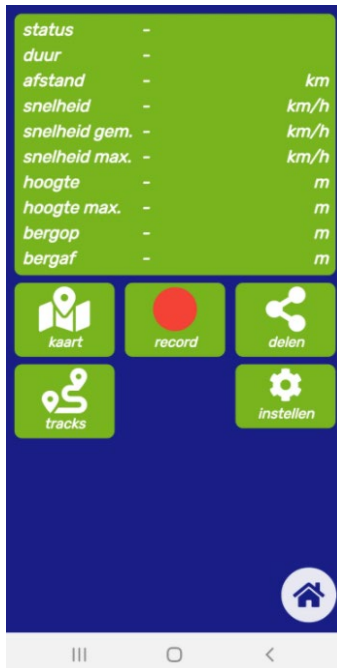 status -
duur -
afstand - km
snelheid - km/h
snelheid gem. - km/h
snelheid max. - km/h
hoogte - m
hoogte max. - m
bergop - m
bergaf - m
kaart record delen
tracks instellen